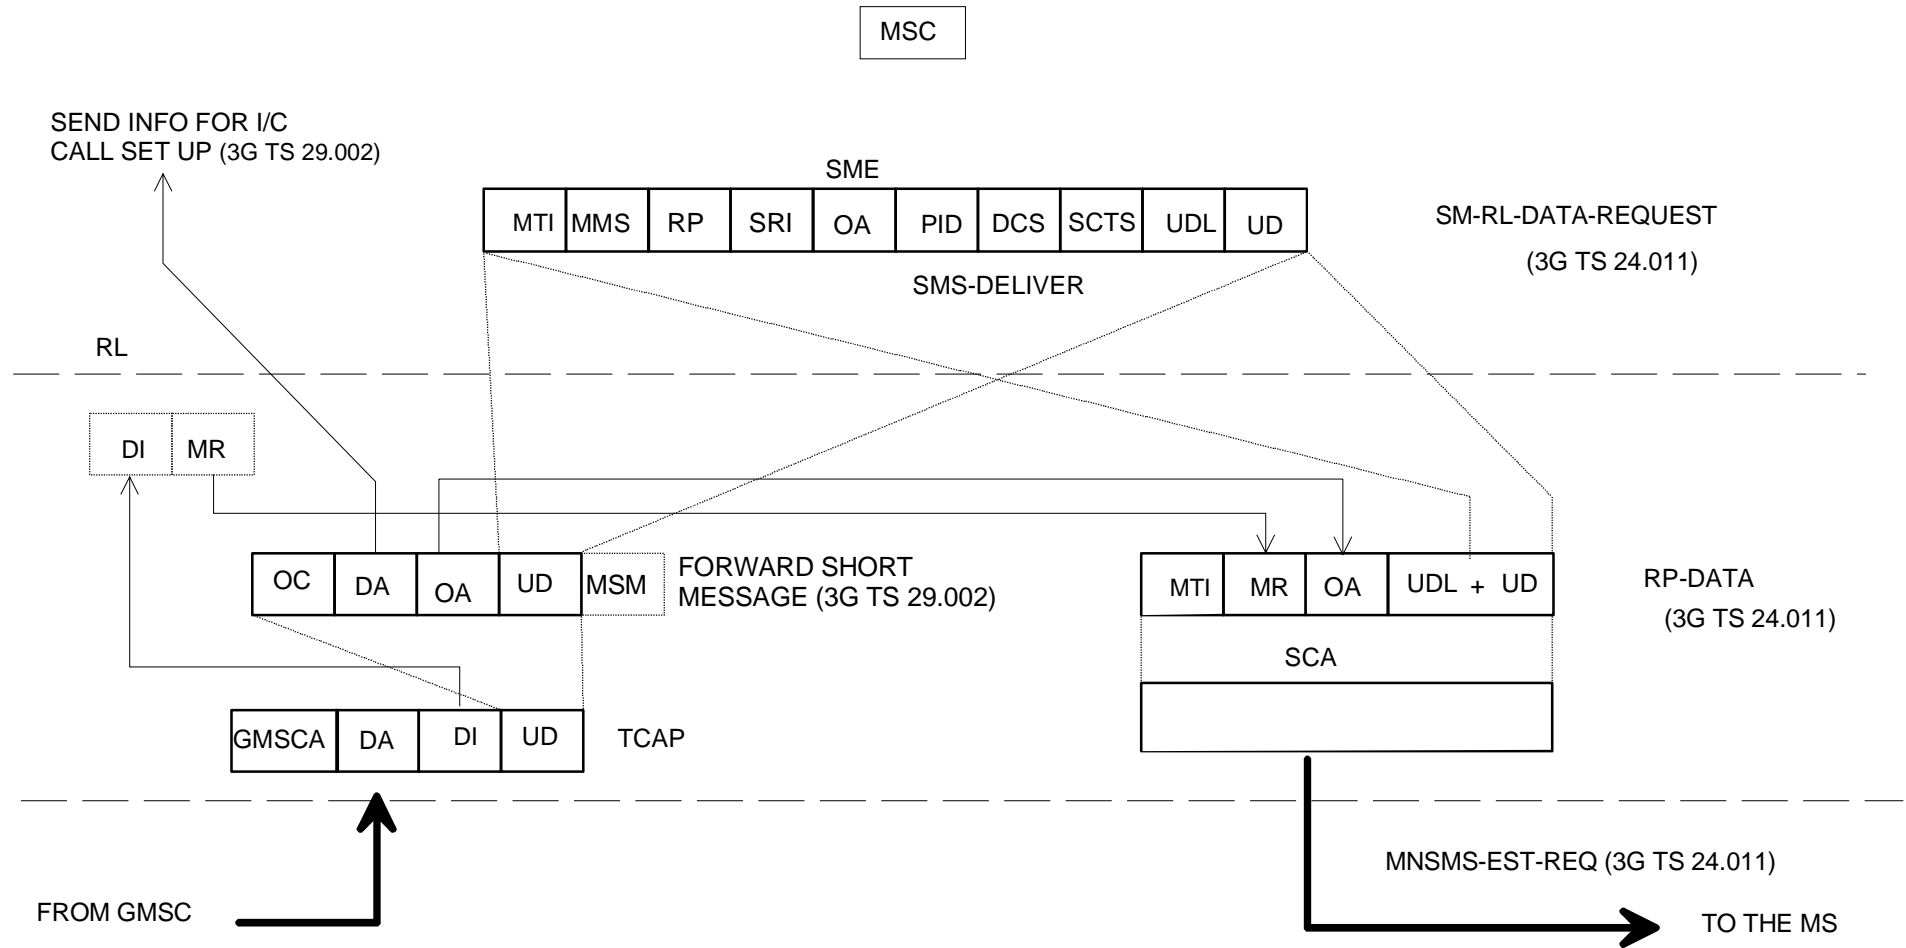 MSC
SEND INFO FOR I/C
CALL SET UP (3G TS 29.002)
SME
MTI MMS RP SRI OA PID DCS SCTS UDL UD
SM-RL-DATA-REQUEST
(3G TS 24.011)
SMS-DELIVER
RL
DI MR
OC DA OA UD MSM
FORWARD SHORT
MESSAGE (3G TS 29.002)
MTI MR OA UDL + UD
RP-DATA
(3G TS 24.011)
SCA
GMSCA DA DI UD
TCAP
MNSMS-EST-REQ (3G TS 24.011)
FROM GMSC
TO THE MS